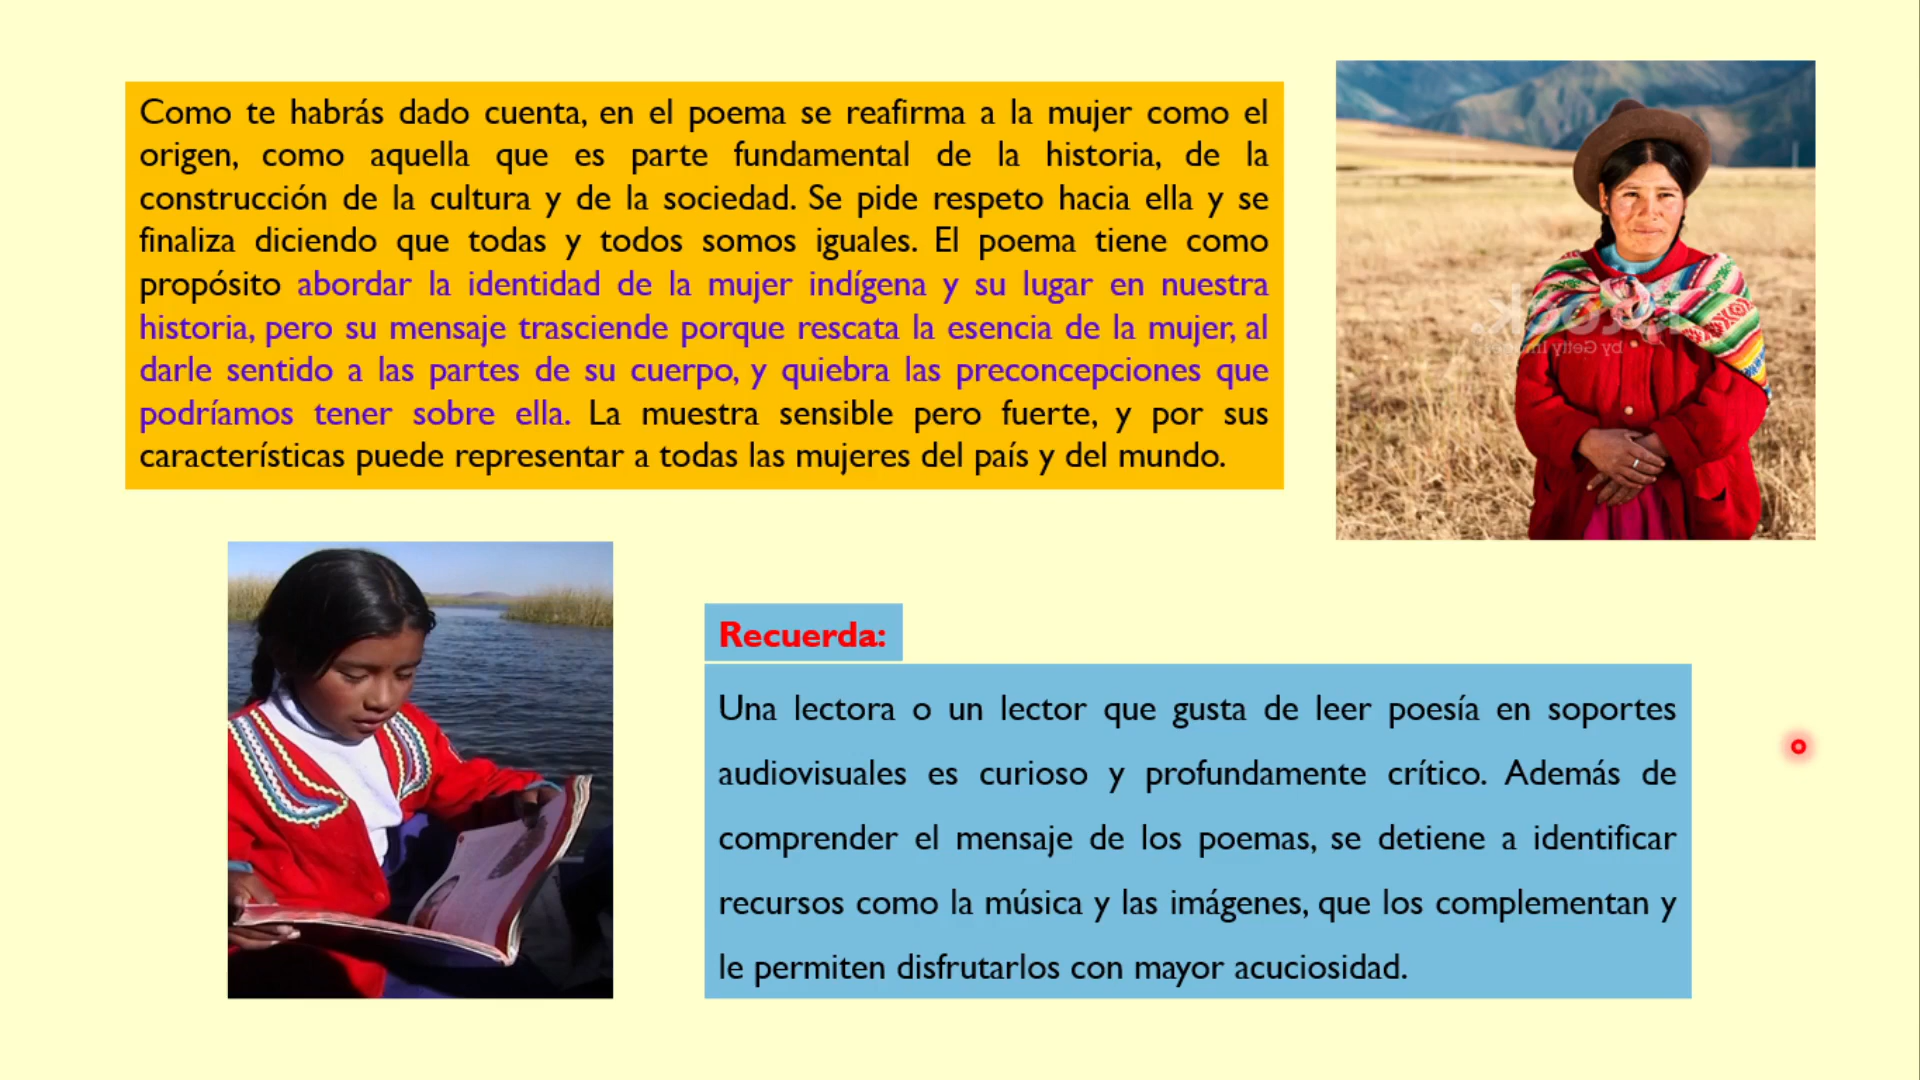 Como te habrás dado cuenta, en el poema se reafirma a la mujer como el
origen, como aquella que es parte fundamental de la historia, de la
construcción de la cultura y de la sociedad. Se pide respeto hacia ella y se
finaliza diciendo que todas y todos somos iguales. El poema tiene como
propósito abordar la identidad de la mujer indígena y su lugar en nuestra
historia, pero su mensaje trasciende porque rescata la esencia de la mujer, al
darle sentido a las partes de su cuerpo, y quiebra las preconcepciones que
podríamos tener sobre ella. La muestra sensible pero fuerte, y por sus
características puede representar a todas las mujeres del país y del mundo.
Recuerda:
Una lectora o un lector que gusta de leer poesía en soportes
audiovisuales es curioso y profundamente crítico. Además de
comprender el mensaje de los poemas, se detiene a identificar
recursos como la música y las imágenes, que los complementan y
le permiten disfrutarlos con mayor acuciosidad.